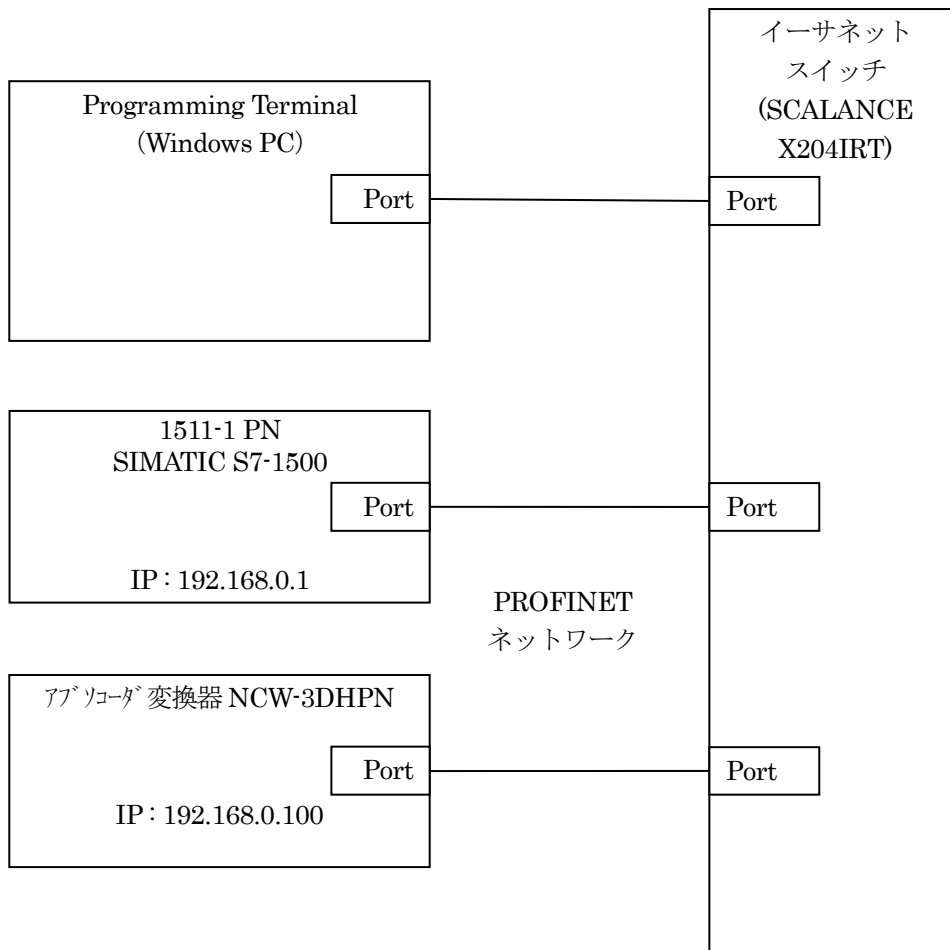 イーサネット
スイッチ
(SCALANCE
X204IRT)
Programming Terminal
(Windows PC)
Port
Port
1511-1 PN
SIMATIC S7-1500
Port
Port
IP：192.168.0.1
PROFINET
ネットワーク
ｱﾌﾞｿｺｰﾀﾞ変換器 NCW-3DHPN
Port
Port
IP：192.168.0.100